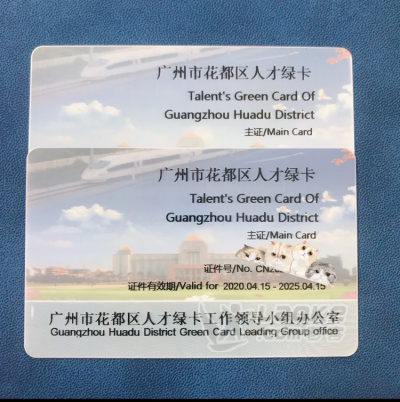 广州市花都区人才绿卡
Talent's Green Card Of
Guangzhou Huadu District
主证/Main Card
广州市花都区人才绿卡
Talent's Green Card Of
Guangzhou Huadu District
主证/Main Card
证件号/No.
证件有效期/Valid for 2020.04.15 - 2025.04.15
广州市花都区人才绿卡工作领导小组办公室
Guangzhou Huadu District Green Card Leading Group office